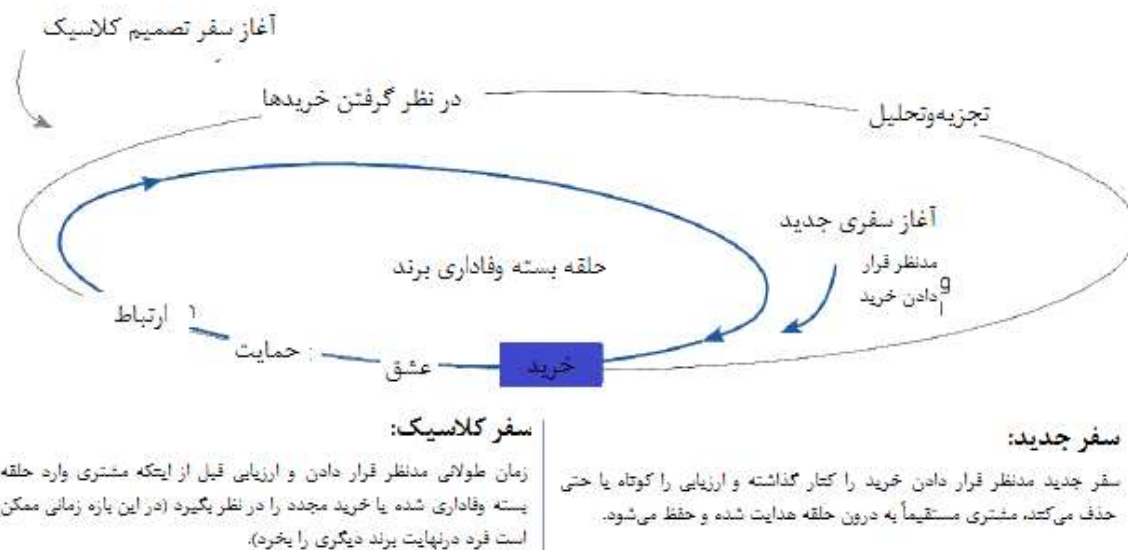 آغاز سفر تصمیم کلاسیک
در نظر گرفتن خریدها
تجزیه‌وتحلیل
آغاز سفری جدید
مدنظر قرار
دادن خرید
حلقه بسته وفاداری برند
ارتباط
حمایت
عشق
خرید
سفر جدید:
سفر جدید مدنظر قرار دادن خرید را کنار گذاشته و ارزیابی را کوتاه یا حتی
حذف می‌کند، مشتری مستقیماً به درون حلقه هدایت شده و حفظ می‌شود.
سفر کلاسیک:
زمان طولانی مدنظر قرار دادن و ارزیابی قبل از اینکه مشتری وارد حلقه
بسته وفاداری شده یا خرید مجدد را در نظر بگیرد (در این بازه زمانی ممکن
است فرد درنهایت برند دیگری را بخرد).